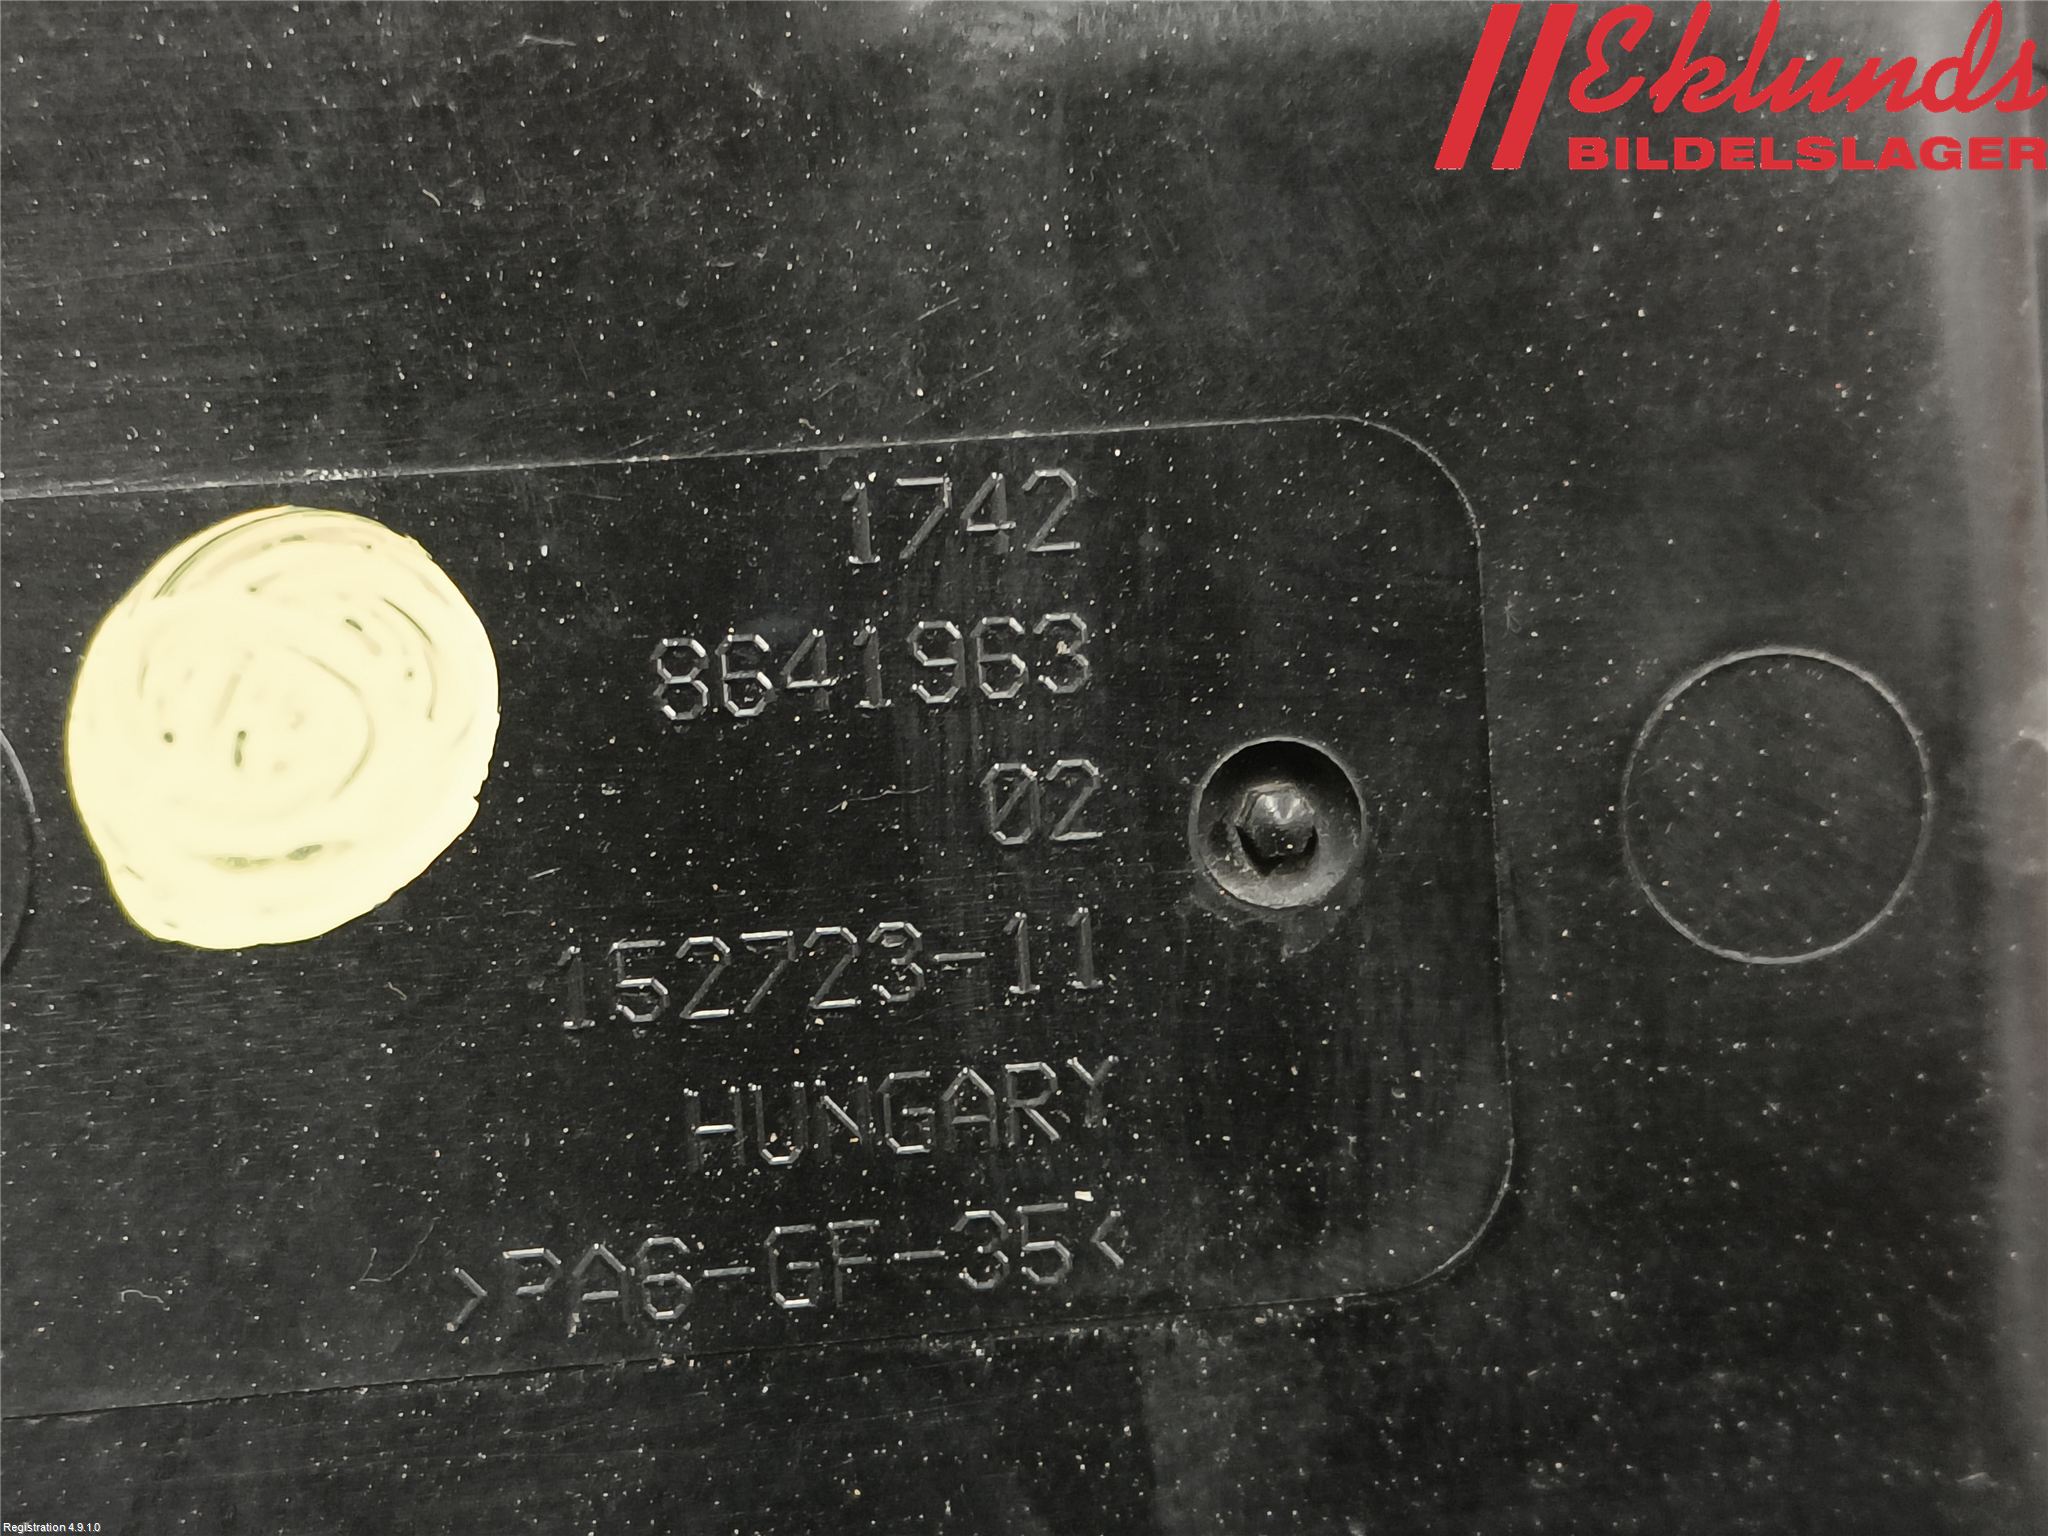 Eklunds
BILDELSLAGER
1742
8641963
02
152723-11
HUNGARY
>PA6-GF-35<
Registration 4.9.1.0